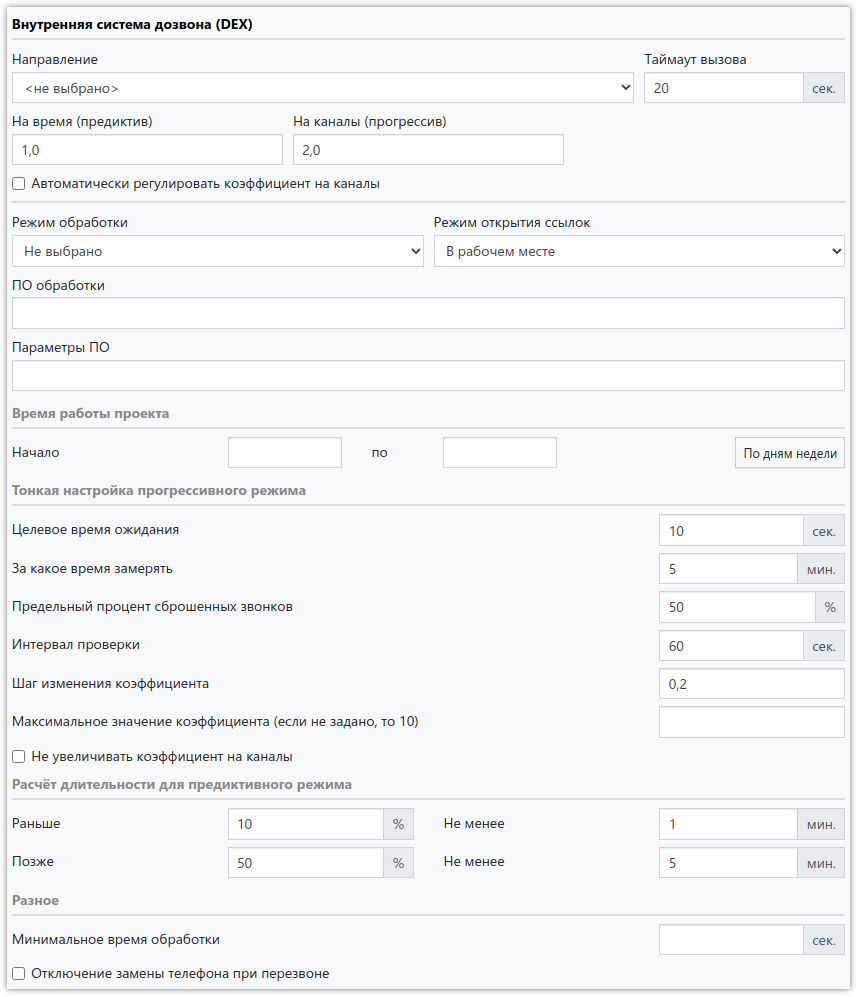 Внутренняя система дозвона (DEX)
Направление Таймаут вызова
<не выбрано> 20 сек.
На время (предиктив) На каналы (прогрессив)
1,0 2,0
Автоматически регулировать коэффициент на каналы
Режим обработки Режим открытия ссылок
Не выбрано В рабочем месте
ПО обработки
Параметры ПО
Время работы проекта
Начало по По дням недели
Тонкая настройка прогрессивного режима
Целевое время ожидания 10 сек.
За какое время замерять 5 мин.
Предельный процент сброшенных звонков 50 %
Интервал проверки 60 сек.
Шаг изменения коэффициента 0,2
Максимальное значение коэффициента (если не задано, то 10)
Не увеличивать коэффициент на каналы
Расчёт длительности для предиктивного режима
Раньше 10 % Не менее 1 мин.
Позже 50 % Не менее 5 мин.
Разное
Минимальное время обработки сек.
Отключение замены телефона при перезвоне